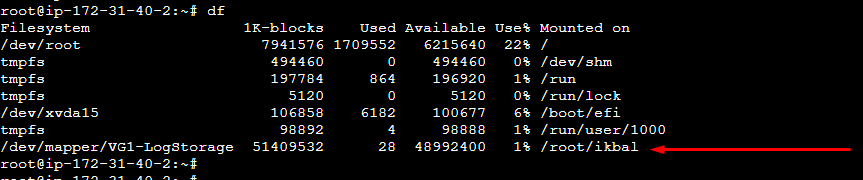 root@ip-172-31-40-2:~# df
Filesystem 1K-blocks Used Available Use% Mounted on
/dev/root 7941576 1709552 6215640 22% /
tmpfs 494460 0 494460 0% /dev/shm
tmpfs 197784 864 196920 1% /run
tmpfs 5120 0 5120 0% /run/lock
/dev/xvda15 106858 6182 100677 6% /boot/efi
tmpfs 98892 4 98888 1% /run/user/1000
/dev/mapper/VG1-LogStorage 51409532 28 48992400 1% /root/ikbal
root@ip-172-31-40-2:~#
root@ip-172-31-40-2:~#